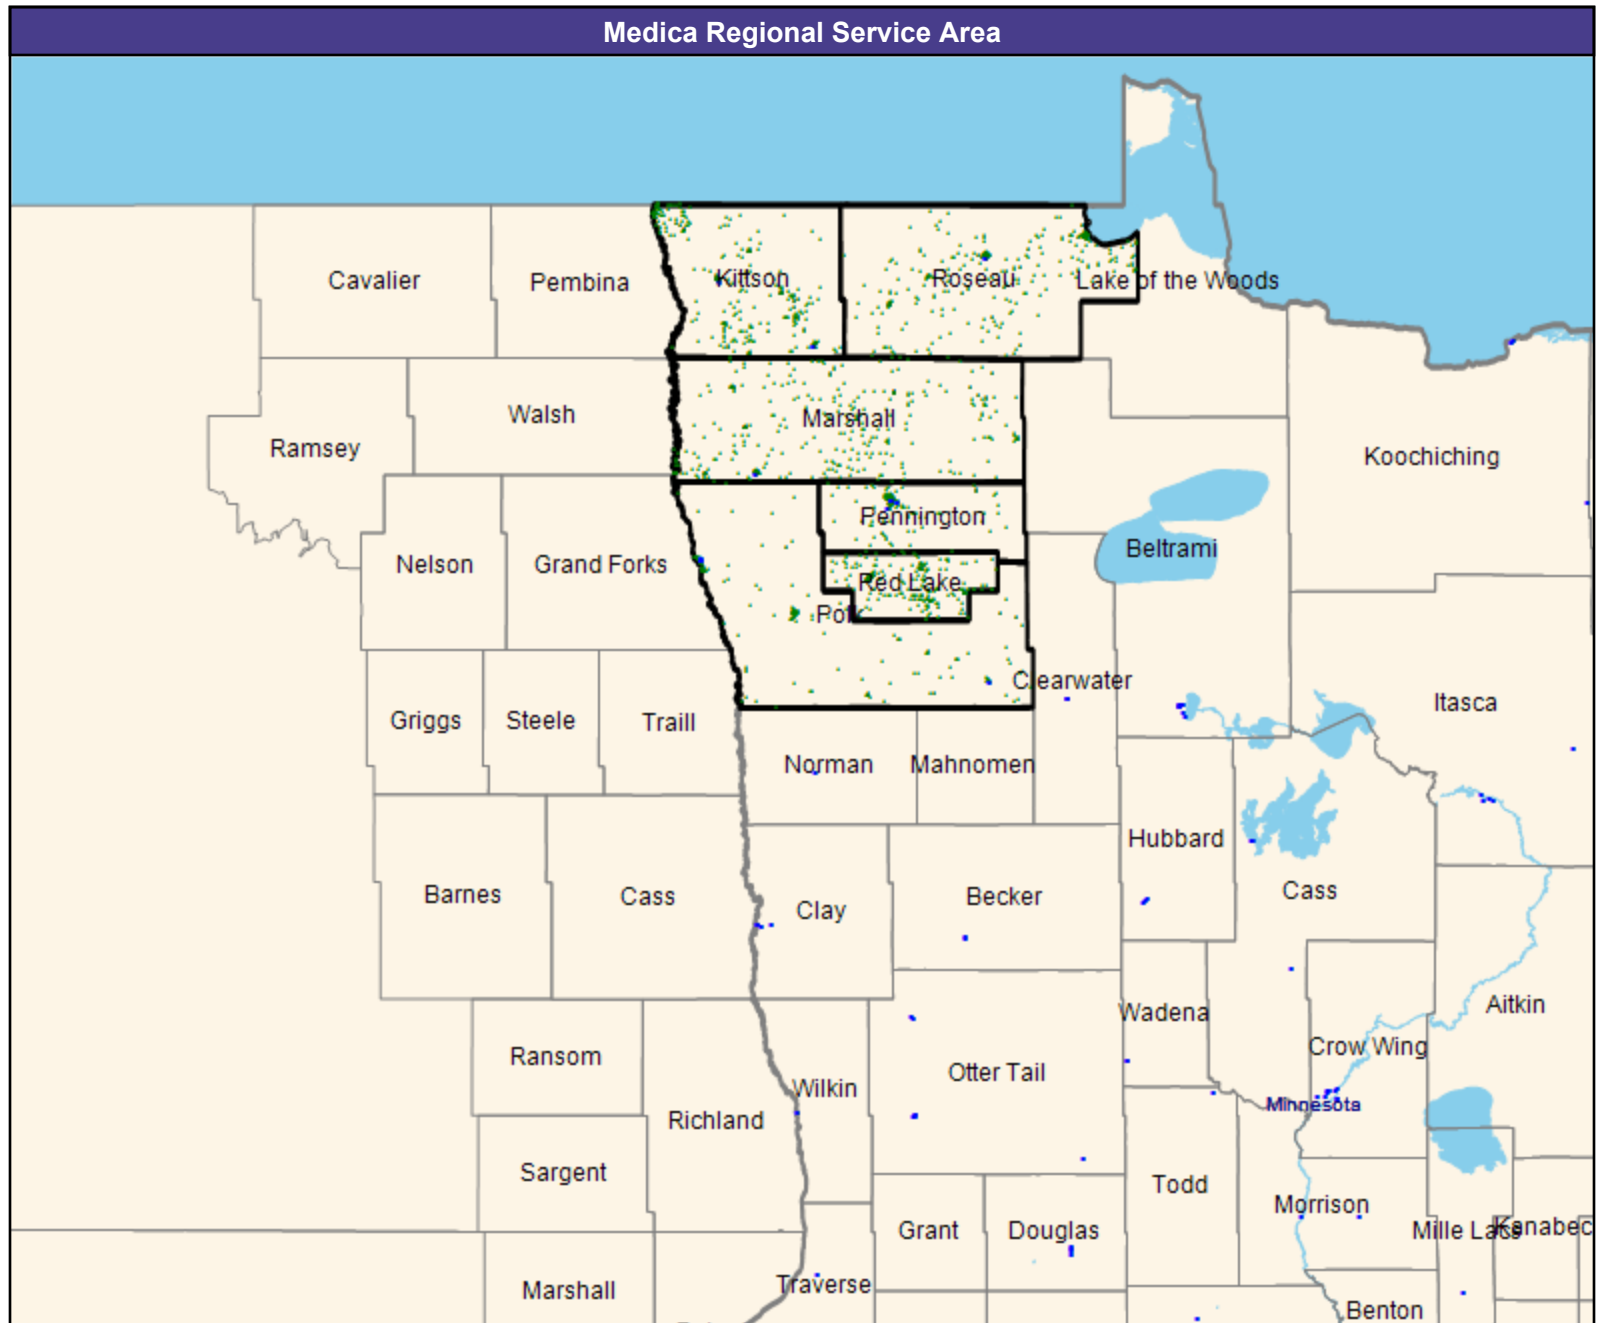 Medica Regional Service Area
Cavalier
Pembina
Kittson
Roseau
Lake of the Woods
Walsh
Marshall
Ramsey
Koochiching
Pennington
Nelson
Grand Forks
Beltrami
Red Lake
Polk
Clearwater
Griggs
Steele
Traill
Itasca
Norman
Mahnomen
Hubbard
Barnes
Cass
Clay
Becker
Cass
Wadena
Aitkin
Ransom
Otter Tail
Crow Wing
Wilkin
Minnesota
Richland
Sargent
Todd
Morrison
Grant
Douglas
Mille Lacs
Kanabec
Marshall
Traverse
Benton